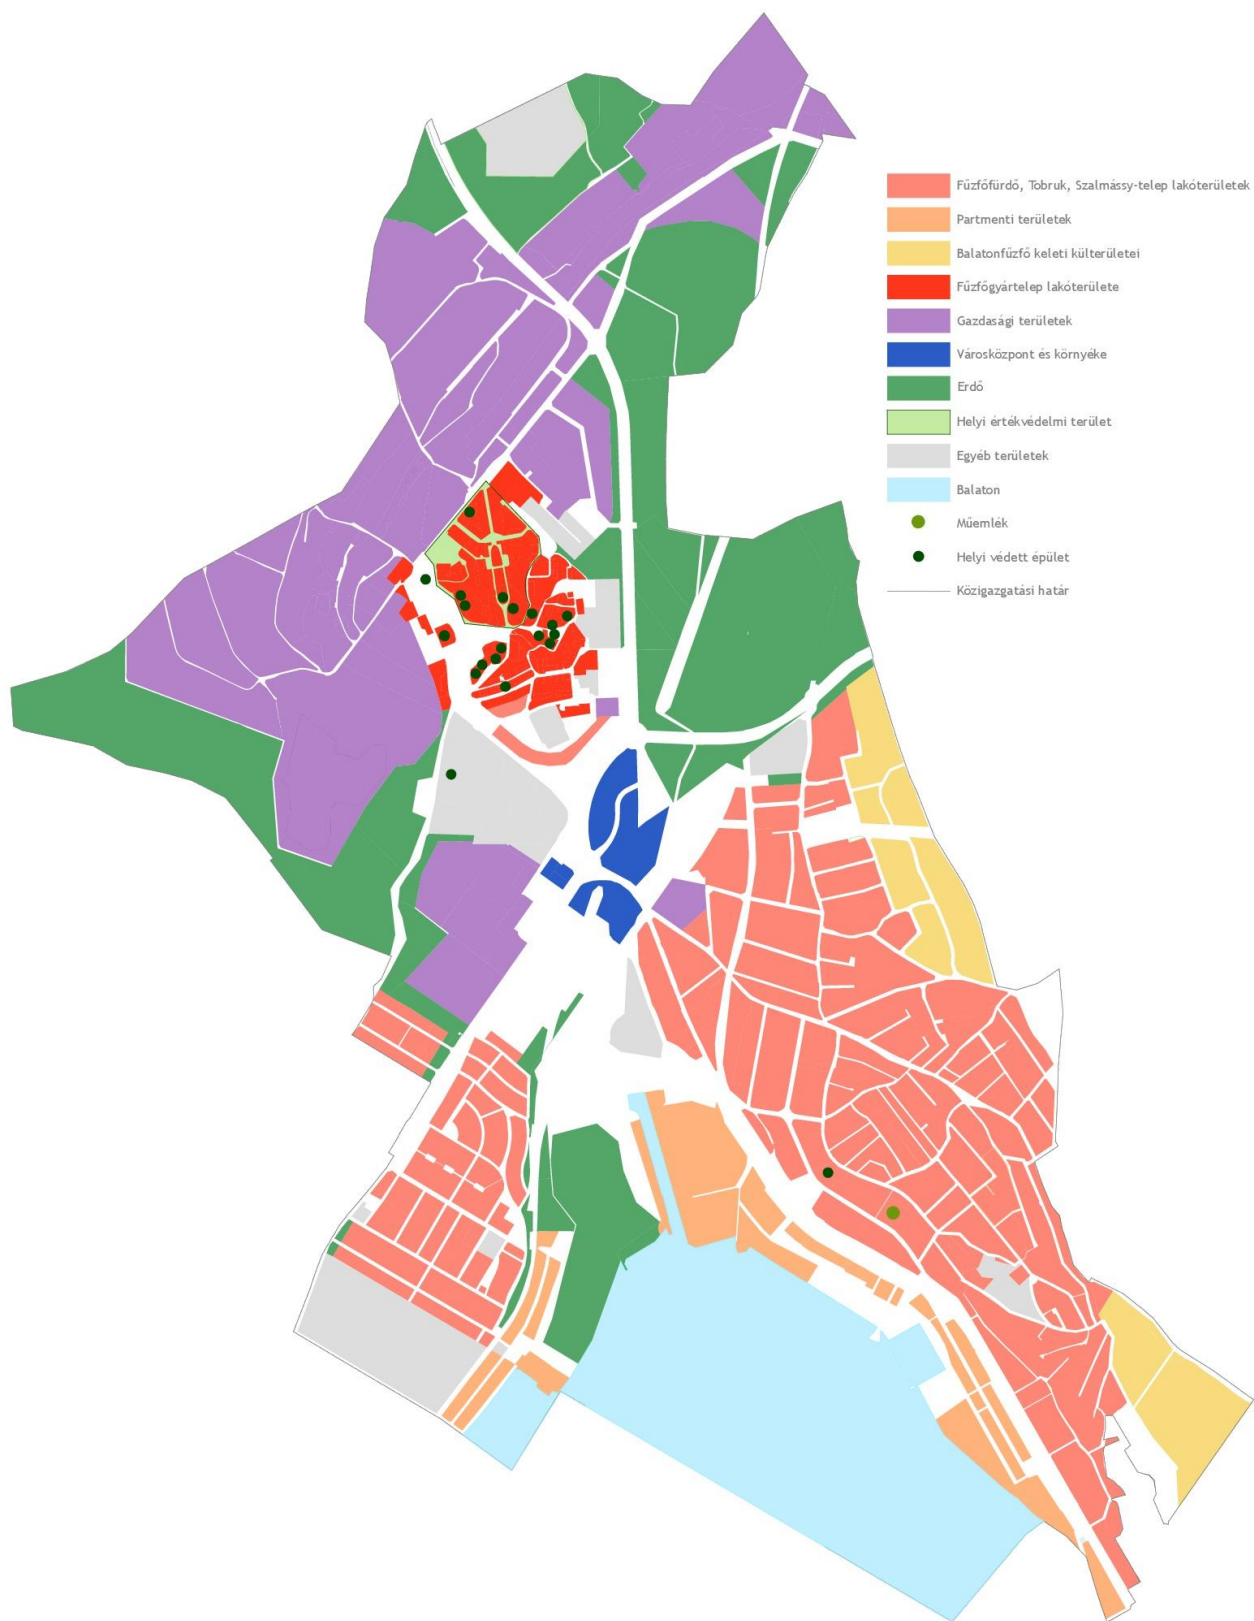 Fűzfőfürdő, Tobruk, Szalmássy-telep lakóterületek
Partmenti területek
Balatonfűzfő keleti külterületei
Fűzfőgyártelep lakóterülete
Gazdasági területek
Városközpont és környéke
Erdő
Helyi értékvédelmi terület
Egyéb területek
Balaton
Műemlék
Helyi védett épület
Közigazgatási határ